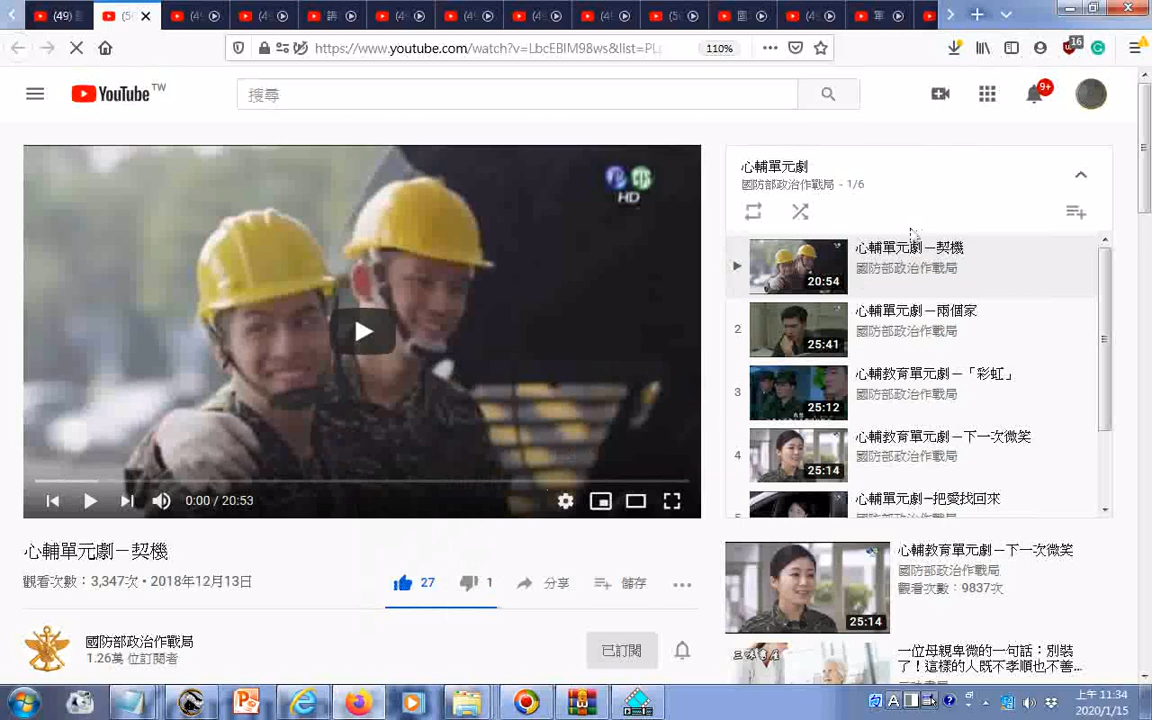 (49)
https://www.youtube.com/watch?v=LbcEBIM98ws&list=PL
110%
16
YouTube TW
搜尋
9+
HD
0:00 / 20:53
心輔單元劇
國防部政治作戰局 - 1/6
心輔單元劇－契機
國防部政治作戰局
20:54
2
心輔單元劇－兩個家
國防部政治作戰局
25:41
3
心輔教育單元劇－「彩虹」
國防部政治作戰局
25:12
4
心輔教育單元劇－下一次微笑
國防部政治作戰局
25:14
心輔單元劇－把愛找回來
心輔單元劇－契機
觀看次數：3,347次 • 2018年12月13日
27
1
分享
儲存
國防部政治作戰局
1.26萬 位訂閱者
已訂閱
心輔教育單元劇－下一次微笑
國防部政治作戰局
觀看次數：9837次
25:14
一位母親卑微的一句話：別裝
了！這樣的人既不孝順也不善...
上午 11:34
2020/1/15